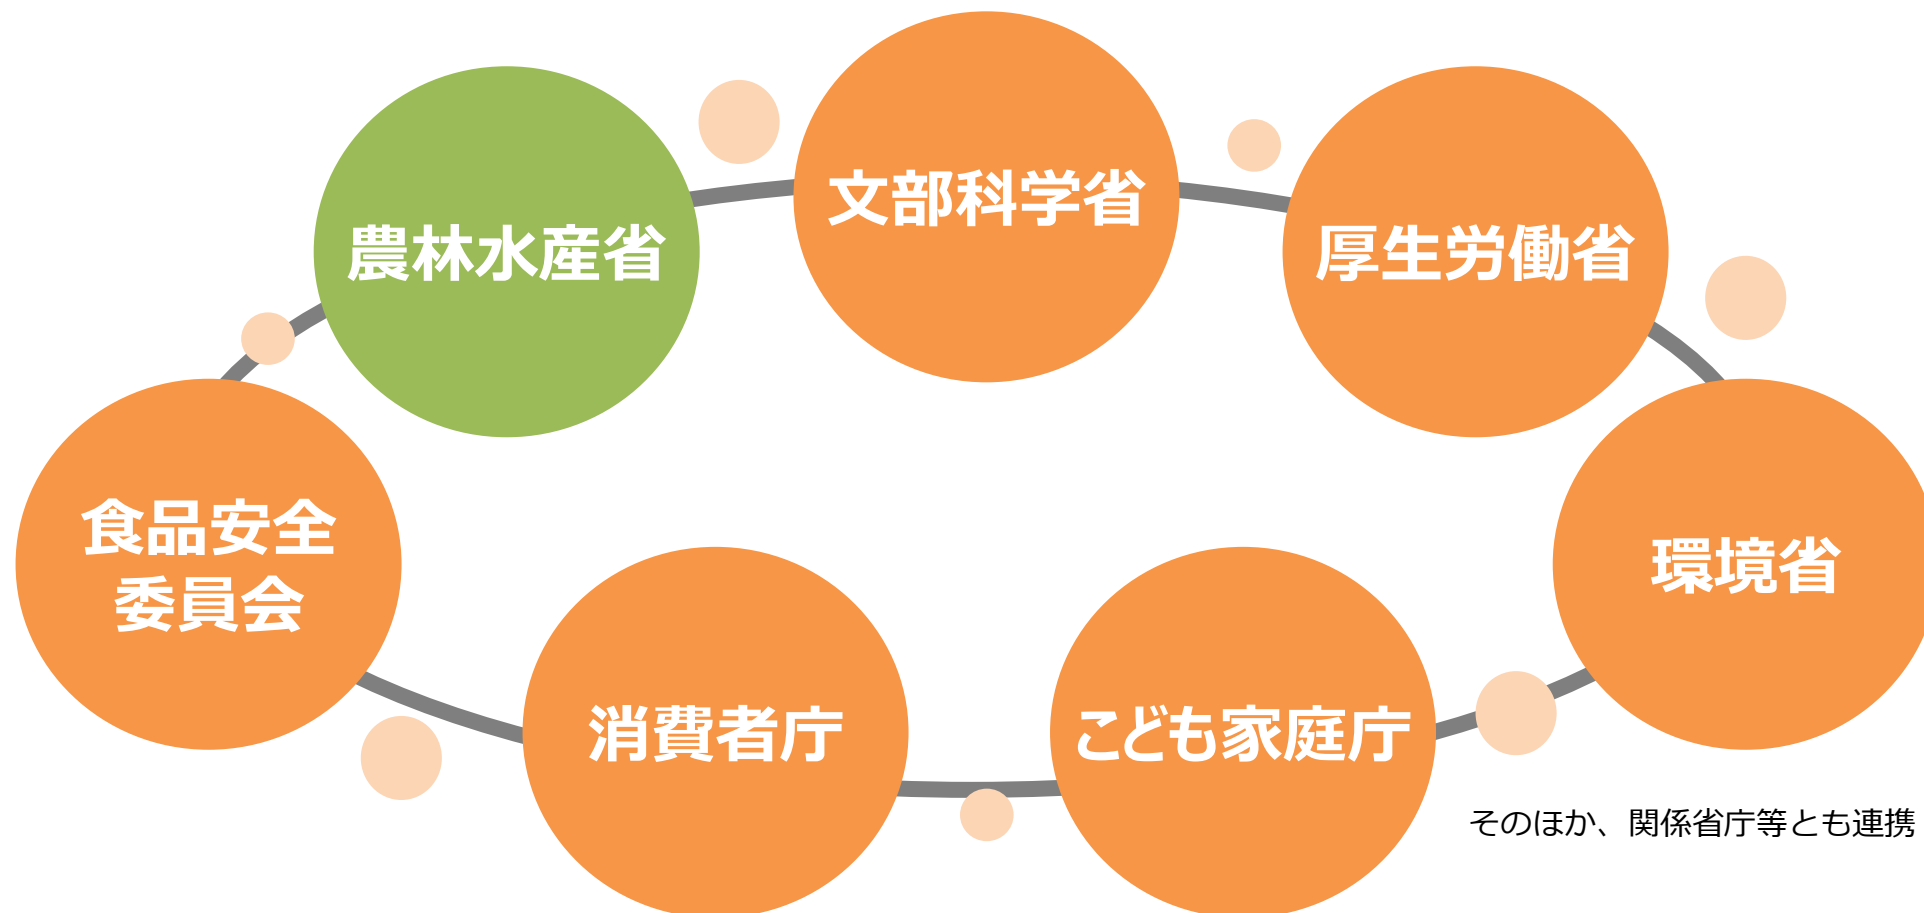 文部科学省
農林水産省
厚生労働省
食品安全
委員会
環境省
消費者庁
こども家庭庁
そのほか、関係省庁等とも連携